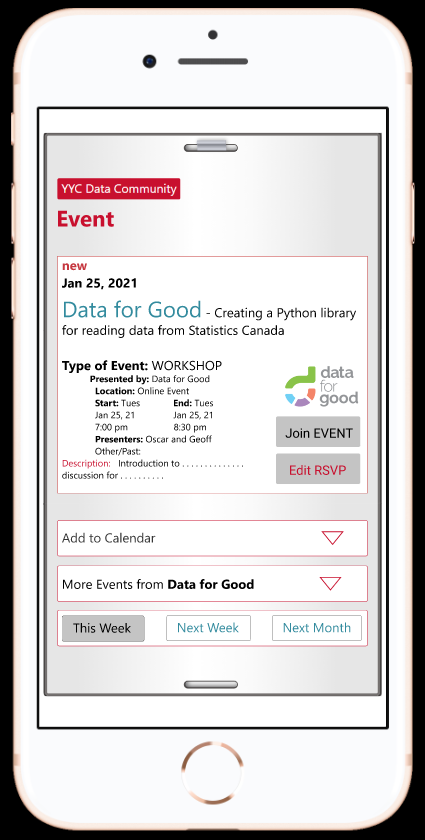 YYC Data Community
Event
new
Jan 25, 2021
Data for Good - Creating a Python library
for reading data from Statistics Canada
Type of Event: WORKSHOP
Presented by: Data for Good
Location: Online Event
Start: Tues End: Tues
Jan 25, 21 Jan 25, 21
7:00 pm 8:30 pm
Presenters: Oscar and Geoff
Other/Past:
Description: Introduction to . . . . . . . . . . . . . .
discussion for . . . . . . . . . .
data
for
good
Join EVENT
Edit RSVP
Add to Calendar
More Events from Data for Good
This Week Next Week Next Month